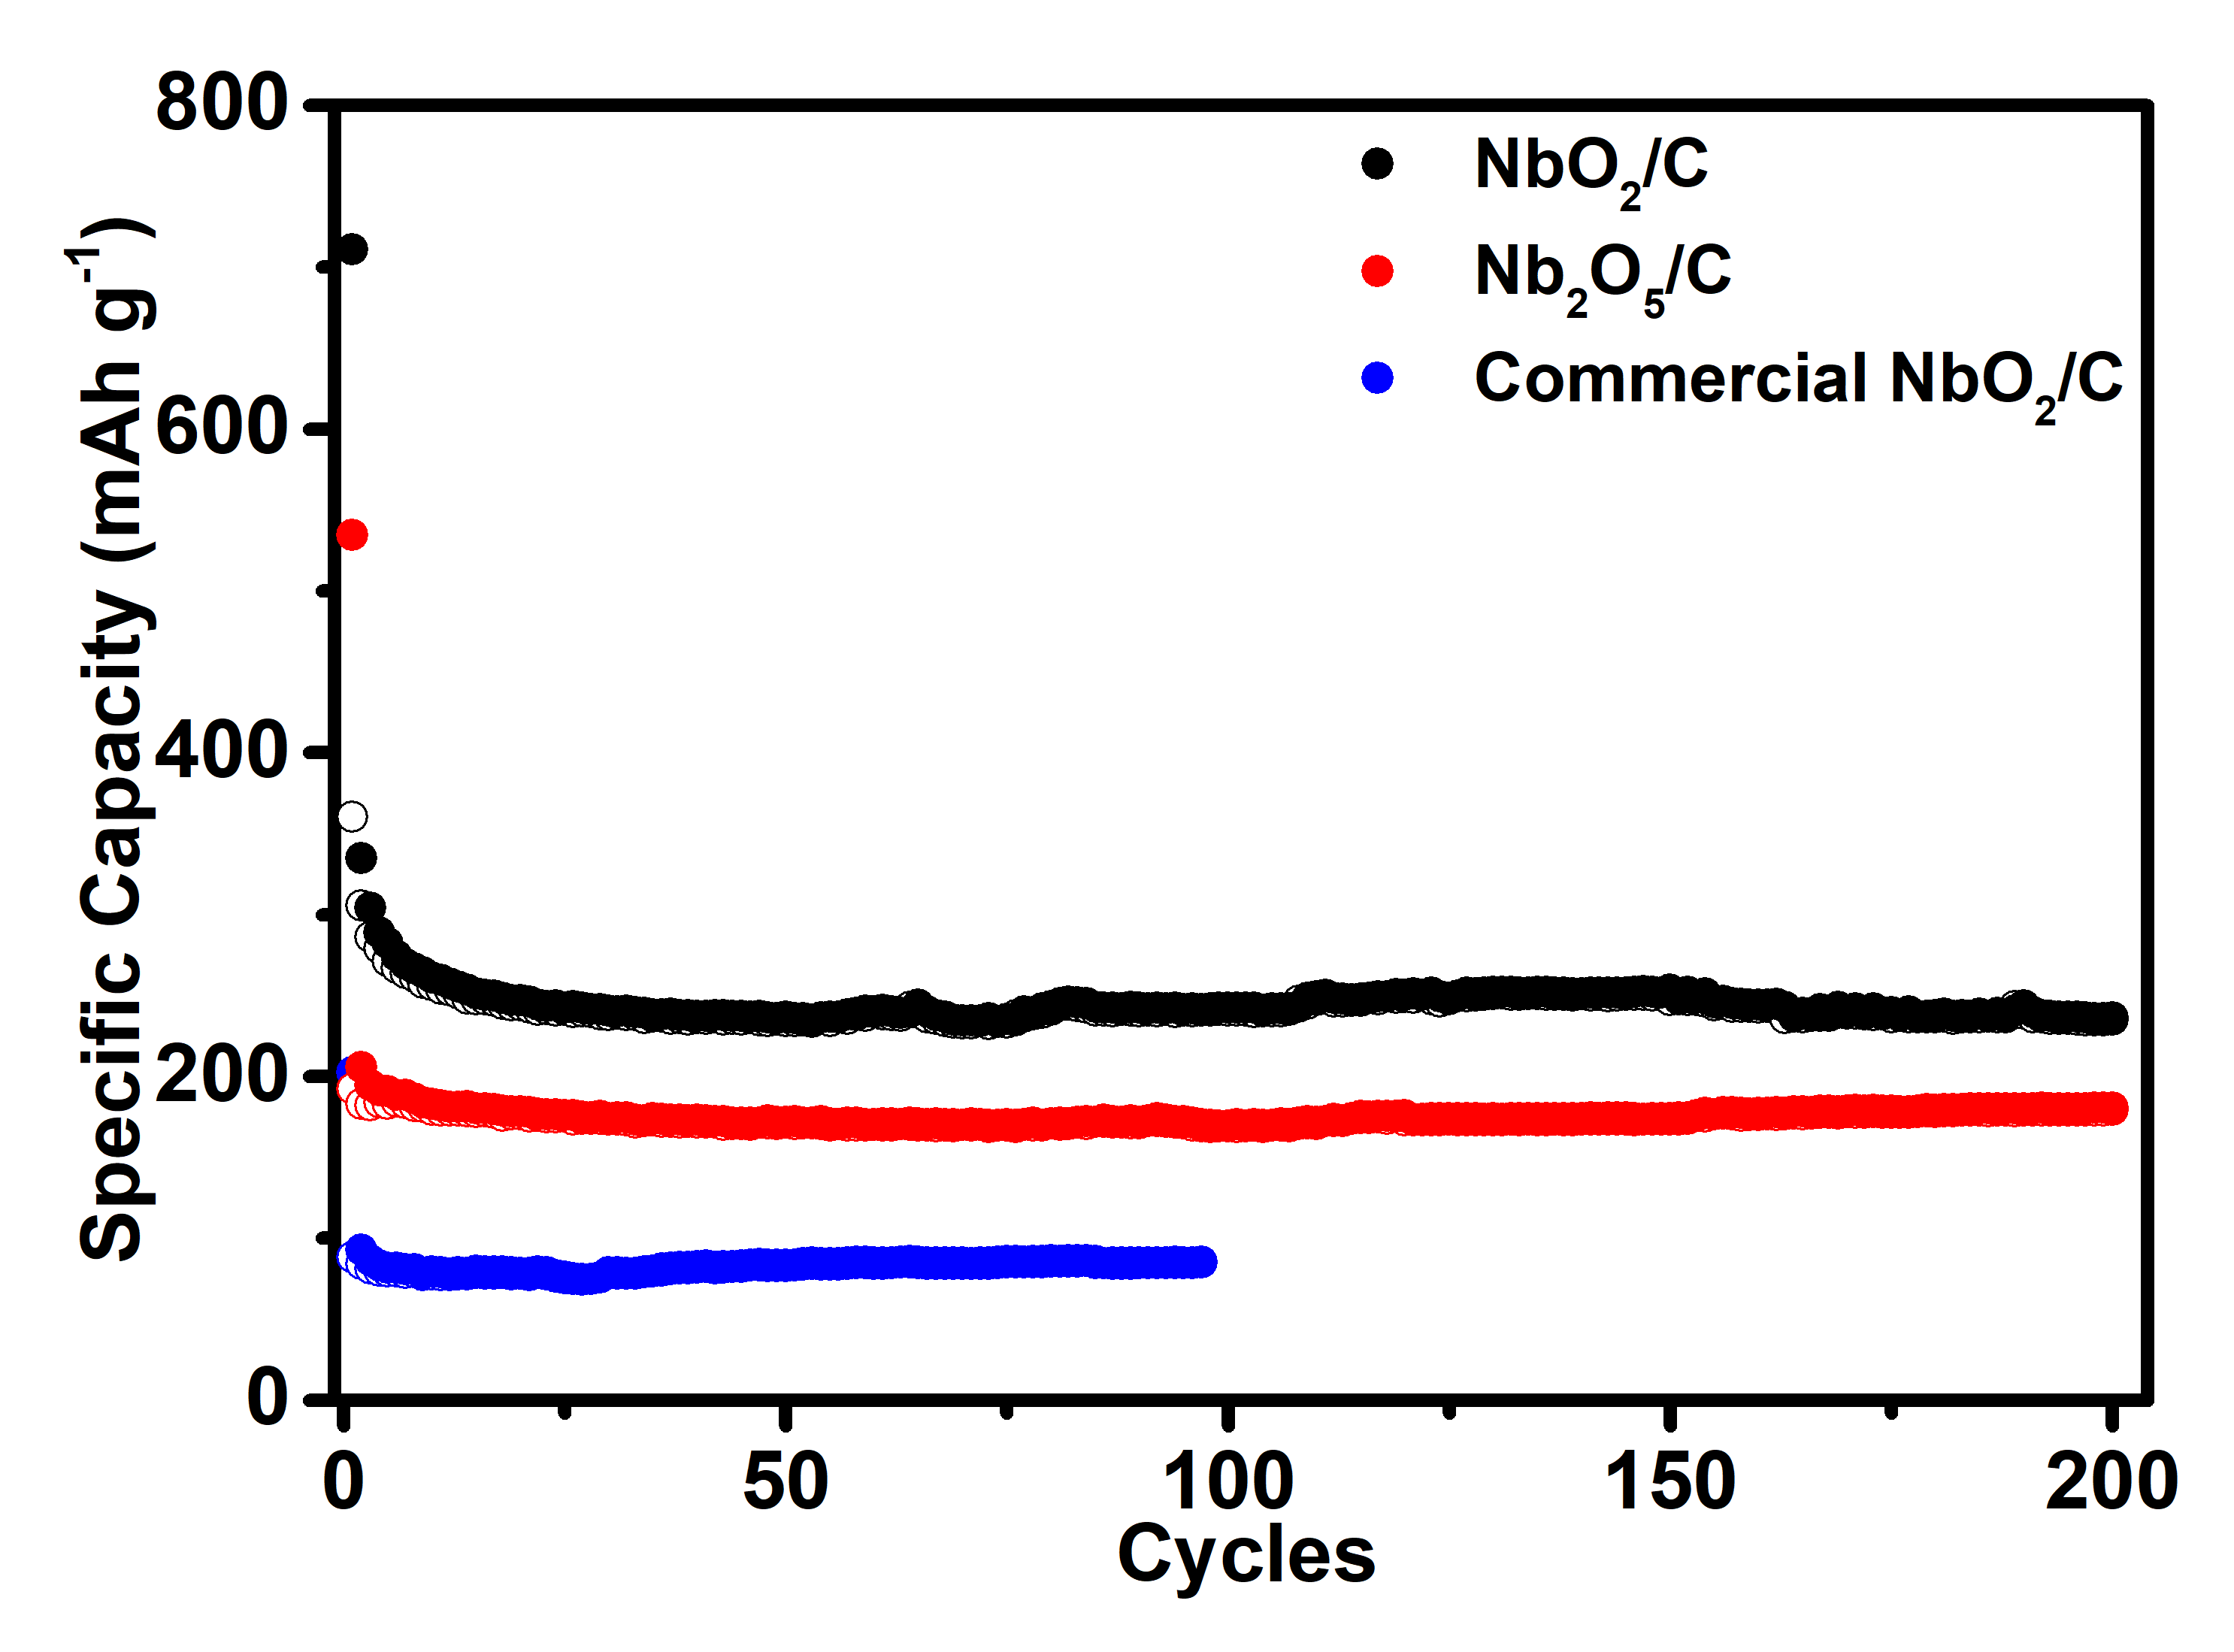 800
600
400
200
0
Specific Capacity (mAh g⁻¹)
NbO₂/C
Nb₂O₅/C
Commercial NbO₂/C
0 50 100 150 200
Cycles